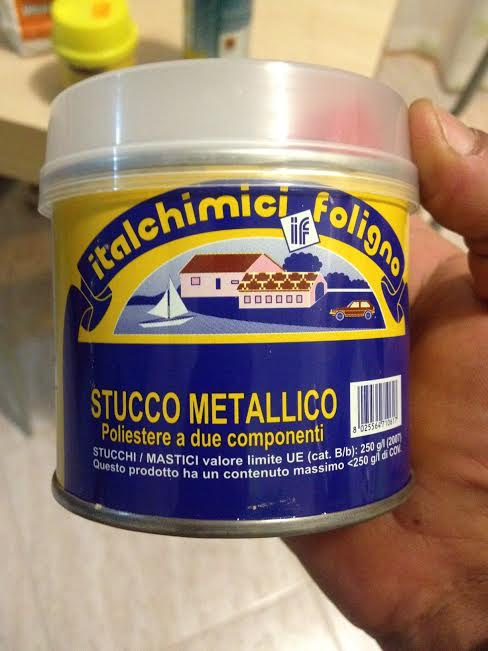 italchimici foligno
iif
STUCCO METALLICO
Poliestere a due componenti
STUCCHI / MASTICI valore limite UE (cat. B/b): 250 g/l (2007)
Questo prodotto ha un contenuto massimo <250 g/l di COV.